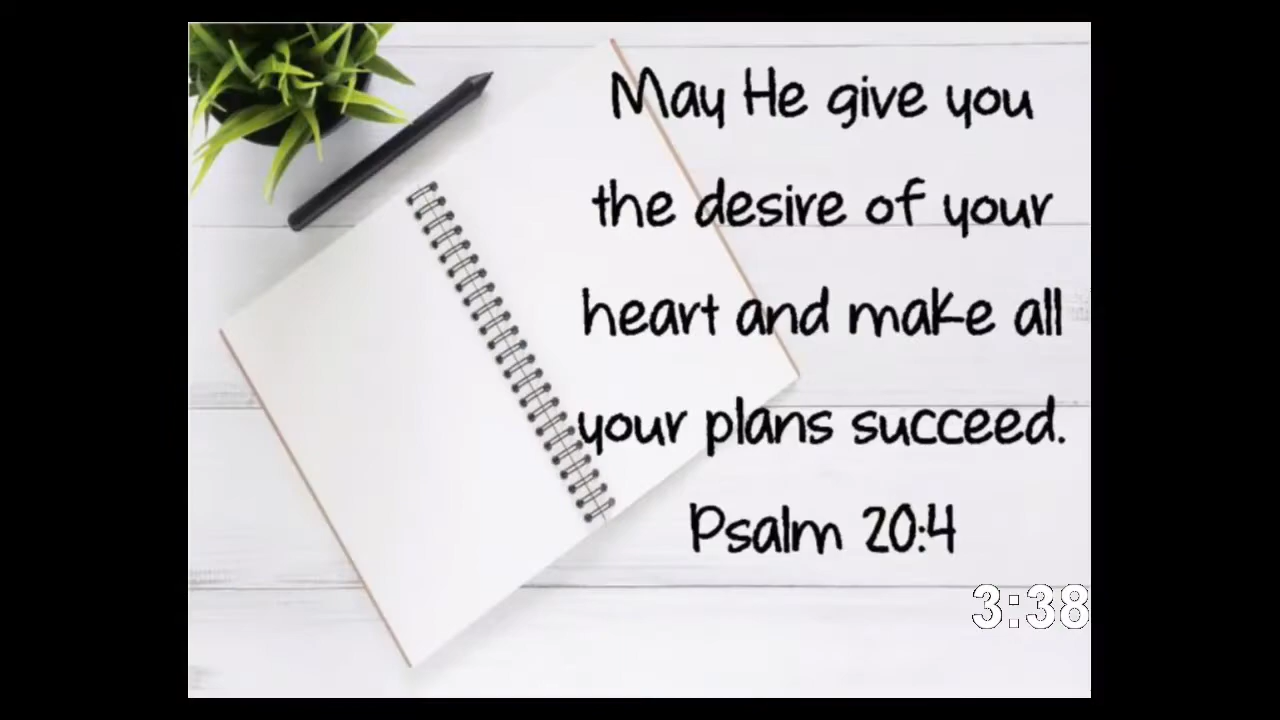 May He give you
the desire of your
heart and make all
your plans succeed.
Psalm 20:4
3:38